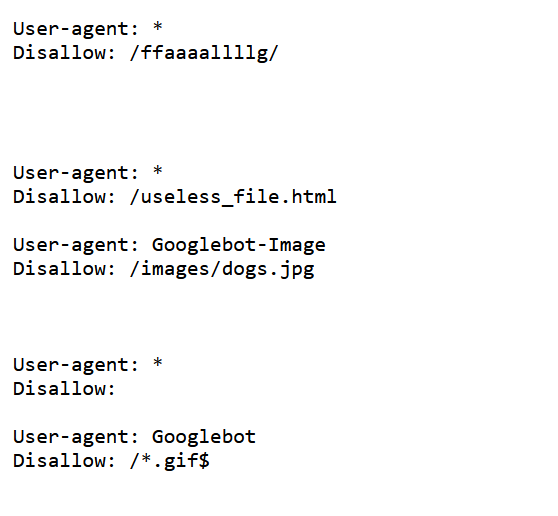 User-agent: *
Disallow: /ffaaaallllg/
User-agent: *
Disallow: /useless_file.html
User-agent: Googlebot-Image
Disallow: /images/dogs.jpg
User-agent: *
Disallow:
User-agent: Googlebot
Disallow: /*.gif$